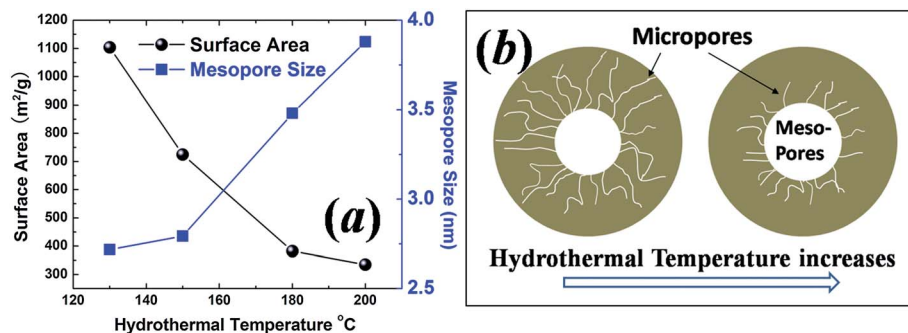 (a)
Surface Area
Mesopore Size
Surface Area (m²/g)
1100
1000
900
800
700
600
500
400
300
4.0
3.5
3.0
2.5
Mesopore Size (nm)
120 140 160 180 200
Hydrothermal Temperature °C
(b)
Micropores
Meso-
Pores
Hydrothermal Temperature increases